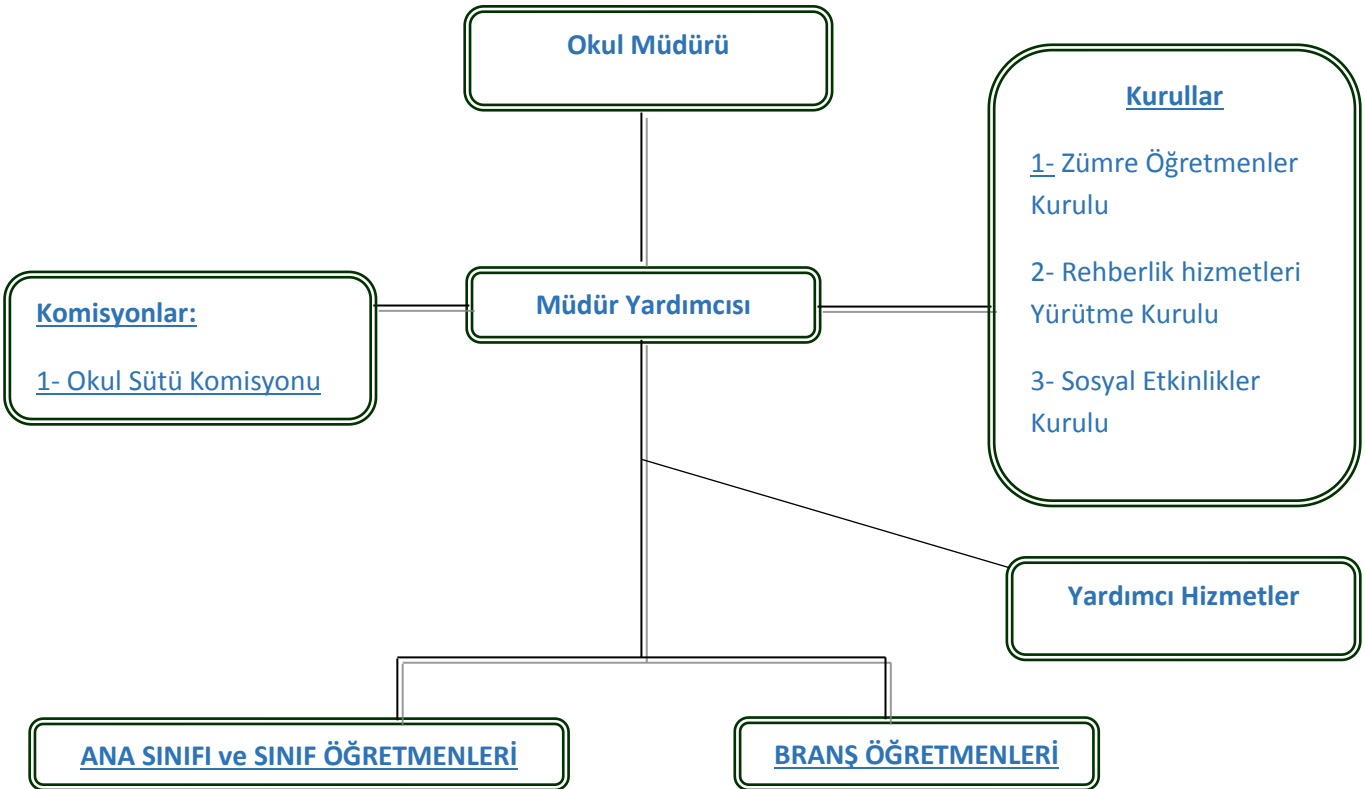 Okul Müdürü
Kurullar
1- Zümre Öğretmenler
Kurulu
2- Rehberlik hizmetleri
Yürütme Kurulu
3- Sosyal Etkinlikler
Kurulu
Komisyonlar:
1- Okul Sütü Komisyonu
Müdür Yardımcısı
Yardımcı Hizmetler
ANA SINIFI ve SINIF ÖĞRETMENLERİ
BRANŞ ÖĞRETMENLERİ